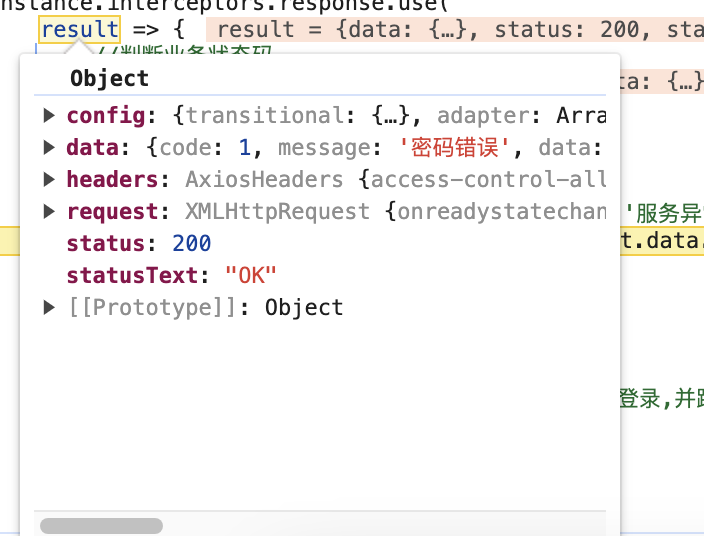 nstance.interceptors.response.use(
result => { result = {data: {…}, status: 200, sta
//判断业务状态码
ta: {…}
Object
config: {transitional: {…}, adapter: Arra
data: {code: 1, message: '密码错误', data:
headers: AxiosHeaders {access-control-all
request: XMLHttpRequest {onreadystatechan
'服务异
status: 200
t.data.
statusText: "OK"
[[Prototype]]: Object
登录,并跳